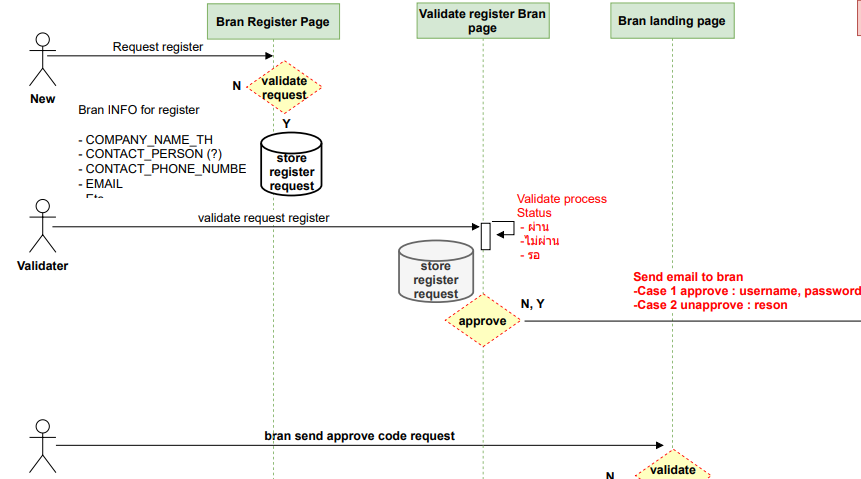 Bran Register Page
Validate register Bran
page
Bran landing page
Request register
N
validate
request
New
Bran INFO for register
Y
- COMPANY_NAME_TH
- CONTACT_PERSON (?)
- CONTACT_PHONE_NUMBE
- EMAIL
- Etc
store
register
request
validate request register
Validater
Validate process
Status
- ผ่าน
-ไม่ผ่าน
- รอ
store
register
request
N, Y
approve
Send email to bran
-Case 1 approve : username, password
-Case 2 unapprove : reson
bran send approve code request
validate
N